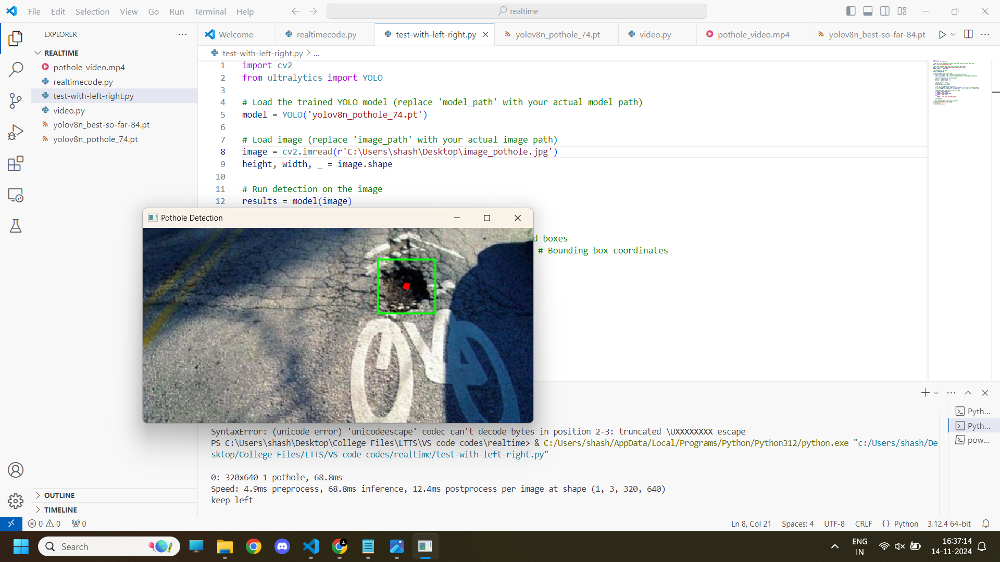 File Edit Selection View Go Run Terminal Help
realtime
EXPLORER
REALTIME
pothole_video.mp4
realtimecode.py
test-with-left-right.py
video.py
yolov8n_best-so-far-84.pt
yolov8n_pothole_74.pt
OUTLINE
TIMELINE
Welcome realtimecode.py test-with-left-right.py yolov8n_pothole_74.pt video.py pothole_video.mp4 yolov8n_best-so-far-84.pt
test-with-left-right.py > ...
1 import cv2
2 from ultralytics import YOLO
3
4 # Load the trained YOLO model (replace 'model_path' with your actual model path)
5 model = YOLO('yolov8n_pothole_74.pt')
6
7 # Load image (replace 'image_path' with your actual image path)
8 image = cv2.imread(r'C:\Users\shash\Desktop\image_pothole.jpg')
9 height, width, _ = image.shape
10
11 # Run detection on the image
12 results = model(image)
d boxes
# Bounding box coordinates
Pothole Detection
SyntaxError: (unicode error) 'unicodeescape' codec can't decode bytes in position 2-3: truncated \UXXXXXXXX escape
PS C:\Users\shash\Desktop\College Files\LTTS\VS code codes\realtime> & C:/Users/shash/AppData/Local/Programs/Python/Python312/python.exe "c:/Users/shash/De
sktop/College Files/LTTS/VS code codes/realtime/test-with-left-right.py"
0: 320x640 1 pothole, 68.8ms
Speed: 4.9ms preprocess, 68.8ms inference, 12.4ms postprocess per image at shape (1, 3, 320, 640)
keep left
Pyth...
Pyth...
pow...
0 0 0
Ln 8, Col 21 Spaces: 4 UTF-8 CRLF {} Python 3.12.4 64-bit
Search
ENG
IN
16:37:14
14-11-2024